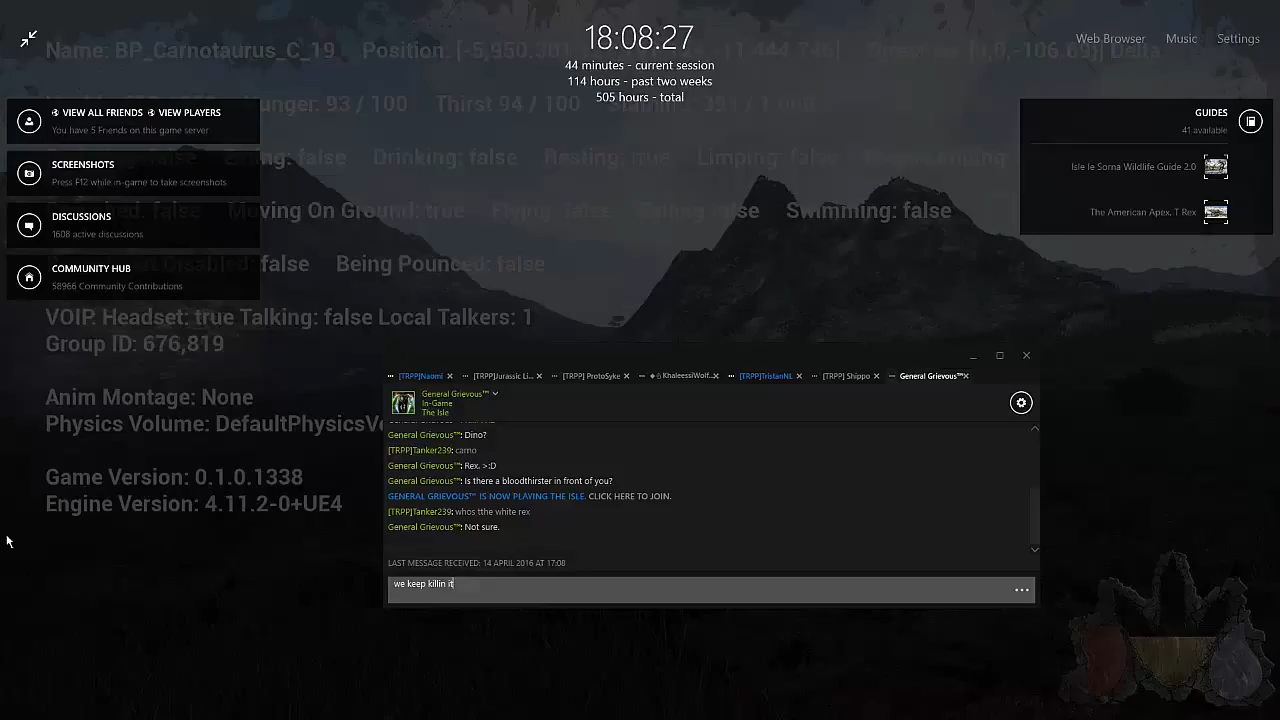 18:08:27
44 minutes - current session
114 hours - past two weeks
505 hours - total
Web Browser Music Settings
Name: BP_Carnotaurus_C_19 Position:
Hunger: 93 / 100 Thirst 94 / 100
false Drinking: false Resting: true Limping: false
false Moving On Ground: true false Swimming: false
false Being Pounced: false
VOIP: Headset: true Talking: false Local Talkers: 1
Group ID: 676,819
Anim Montage: None
Physics Volume: DefaultPhysicsVo
Game Version: 0.1.0.1338
Engine Version: 4.11.2-0+UE4
VIEW ALL FRIENDS VIEW PLAYERS
You have 5 Friends on this game server
SCREENSHOTS
Press F12 while in-game to take screenshots
DISCUSSIONS
1608 active discussions
COMMUNITY HUB
58966 Community Contributions
GUIDES
41 available
Isle le Sorna Wildlife Guide 2.0
The American Apex, T Rex
[TRPP]Naomi [TRPP]Jurassic Li... [TRPP] ProtoSyke KhaleessiWolf... [TRPP]TristanNL [TRPP] Shippo General Grievous™
General Grievous™
In-Game
The Isle
General Grievous™: Dino?
[TRPP]Tanker239: carno
General Grievous™: Rex. >:D
General Grievous™: Is there a bloodthirster in front of you?
GENERAL GRIEVOUS™ IS NOW PLAYING THE ISLE. CLICK HERE TO JOIN.
[TRPP]Tanker239: whos tthe white rex
General Grievous™: Not sure.
LAST MESSAGE RECEIVED: 14 APRIL 2016 AT 17:08
we keep killin it